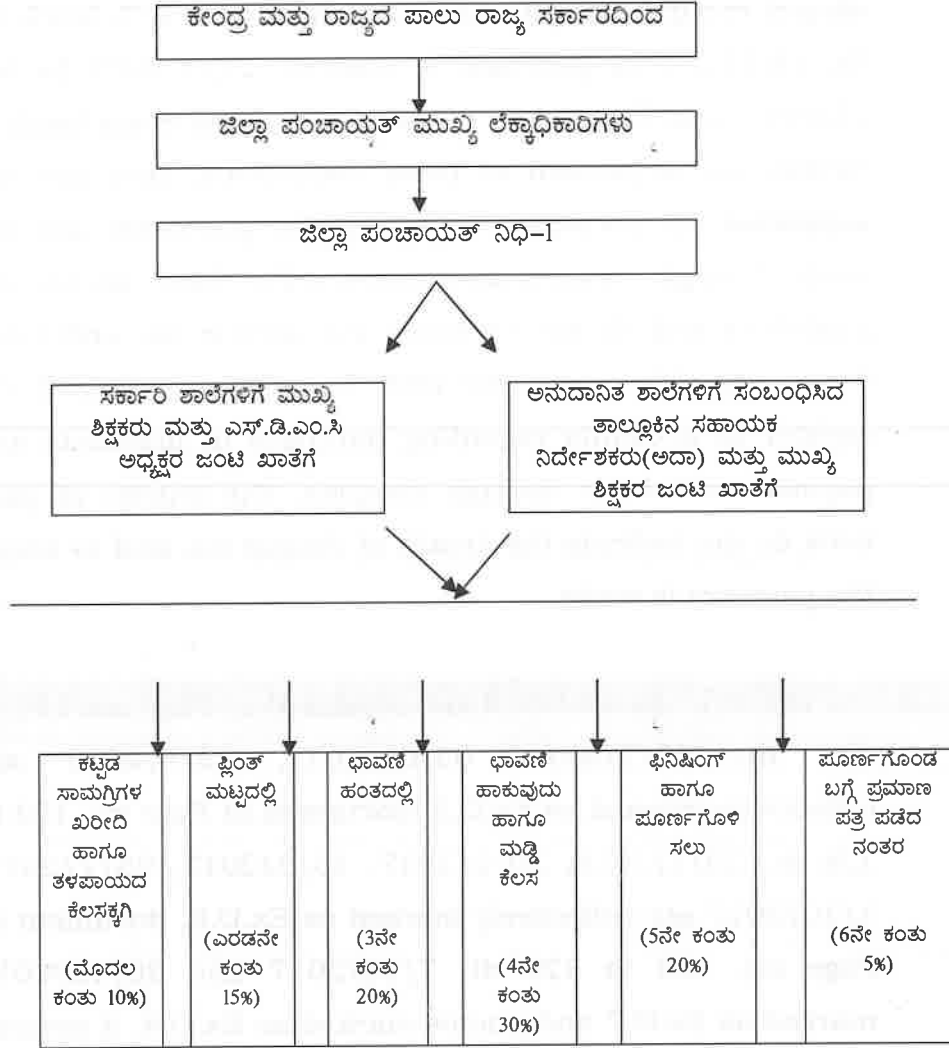 ಕೇಂದ್ರ ಮತ್ತು ರಾಜ್ಯದ ಪಾಲು ರಾಜ್ಯ ಸರ್ಕಾರದಿಂದ
ಜಿಲ್ಲಾ ಪಂಚಾಯತ್ ಮುಖ್ಯ ಲೆಕ್ಕಾಧಿಕಾರಿಗಳು
ಜಿಲ್ಲಾ ಪಂಚಾಯತ್ ನಿಧಿ-1
ಸರ್ಕಾರಿ ಶಾಲೆಗಳಿಗೆ ಮುಖ್ಯ
ಶಿಕ್ಷಕರು ಮತ್ತು ಎಸ್.ಡಿ.ಎಂ.ಸಿ
ಅಧ್ಯಕ್ಷರ ಜಂಟಿ ಖಾತೆಗೆ
ಅನುದಾನಿತ ಶಾಲೆಗಳಿಗೆ ಸಂಬಂಧಿಸಿದ
ತಾಲ್ಲೂಕಿನ ಸಹಾಯಕ
ನಿರ್ದೇಶಕರು(ಅದಾ) ಮತ್ತು ಮುಖ್ಯ
ಶಿಕ್ಷಕರ ಜಂಟಿ ಖಾತೆಗೆ
ಕಟ್ಟಡ
ಸಾಮಗ್ರಿಗಳ
ಖರೀದಿ
ಹಾಗೂ
ತಳಪಾಯದ
ಕೆಲಸಕ್ಕಗಿ
(ಮೊದಲ
ಕಂತು 10%)
ಪ್ಲಿಂತ್
ಮಟ್ಟದಲ್ಲಿ
(ಎರಡನೇ
ಕಂತು
15%)
ಛಾವಣಿ
ಹಂತದಲ್ಲಿ
(3ನೇ
ಕಂತು
20%)
ಛಾವಣಿ
ಹಾಕುವುದು
ಹಾಗೂ
ಮಡ್ಡಿ
ಕೆಲಸ
(4ನೇ
ಕಂತು
30%)
ಫಿನಿಷಿಂಗ್
ಹಾಗೂ
ಪೂರ್ಣಗೊಳಿ
ಸಲು
(5ನೇ ಕಂತು
20%)
ಪೂರ್ಣಗೊಂಡ
ಬಗ್ಗೆ ಪ್ರಮಾಣ
ಪತ್ರ ಪಡೆದ
ನಂತರ
(6ನೇ ಕಂತು
5%)